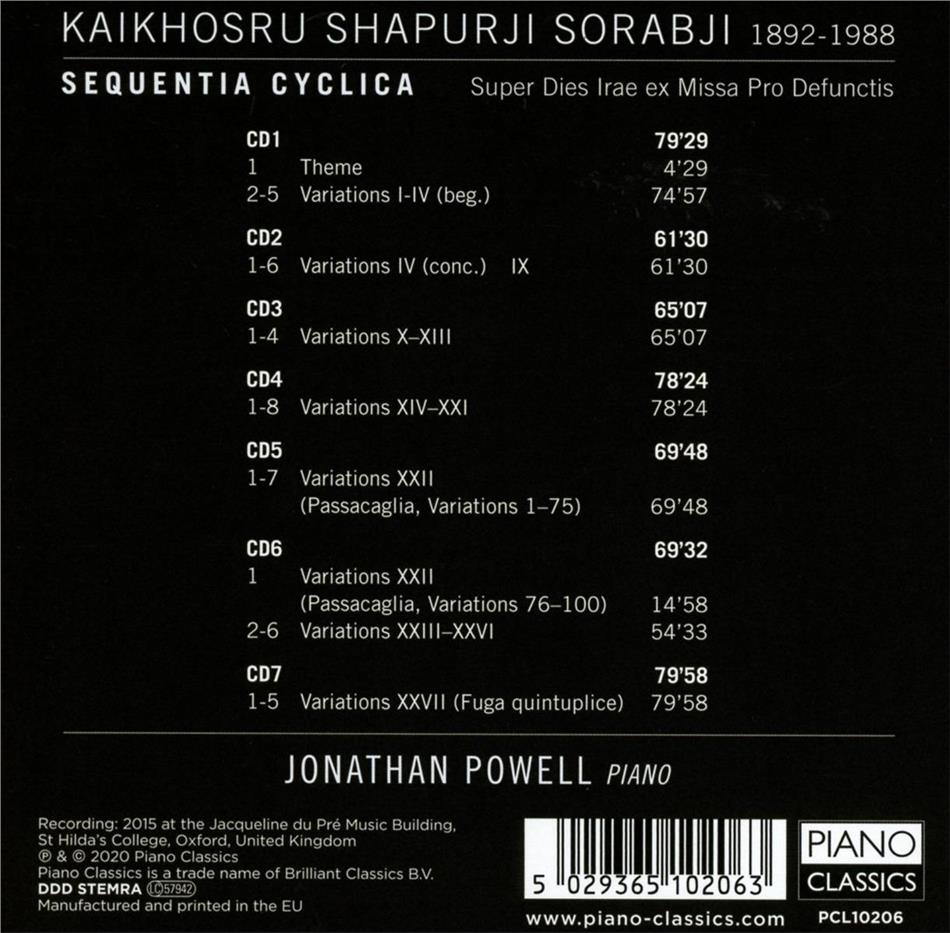 KAIKHOSRU SHAPURJI SORABJI 1892-1988
SEQUENTIA CYCLICA Super Dies Irae ex Missa Pro Defunctis
CD1 79'29
1 Theme 4'29
2-5 Variations I-IV (beg.) 74'57
CD2 61'30
1-6 Variations IV (conc.) IX 61'30
CD3 65'07
1-4 Variations X–XIII 65'07
CD4 78'24
1-8 Variations XIV–XXI 78'24
CD5 69'48
1-7 Variations XXII
(Passacaglia, Variations 1–75) 69'48
CD6 69'32
1 Variations XXII
(Passacaglia, Variations 76–100) 14'58
2-6 Variations XXIII–XXVI 54'33
CD7 79'58
1-5 Variations XXVII (Fuga quintuplice) 79'58
JONATHAN POWELL PIANO
Recording: 2015 at the Jacqueline du Pré Music Building,
St Hilda's College, Oxford, United Kingdom
℗ & © 2020 Piano Classics
Piano Classics is a trade name of Brilliant Classics B.V.
DDD STEMRA LC57942
Manufactured and printed in the EU
5 029365 102063
www.piano-classics.com
PIANO
CLASSICS
PCL10206